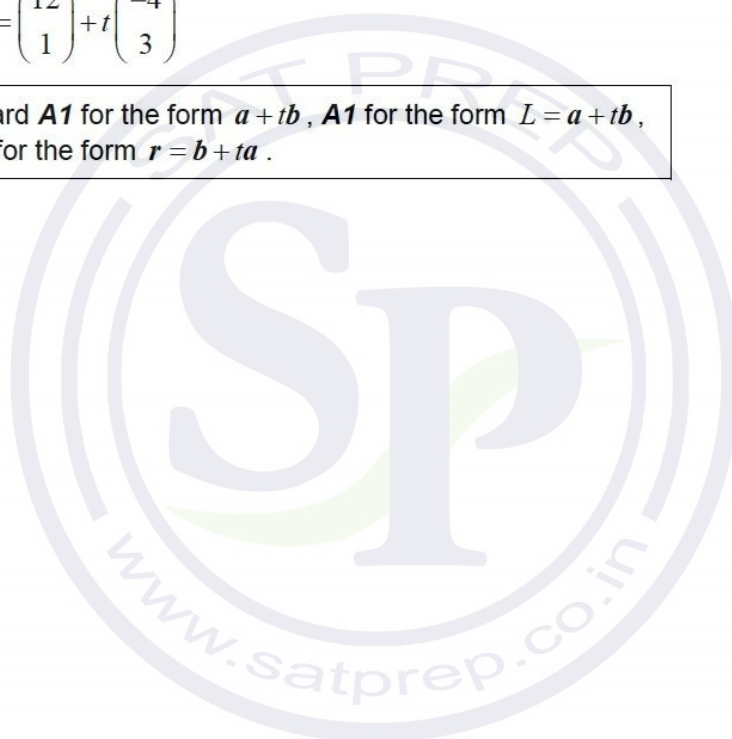 = ( 12 1 ) + t ( −4 3 )
ard A1 for the form a + tb , A1 for the form L = a + tb ,
for the form r = b + ta .
SAT PREP
SP
www.satprep.co.in